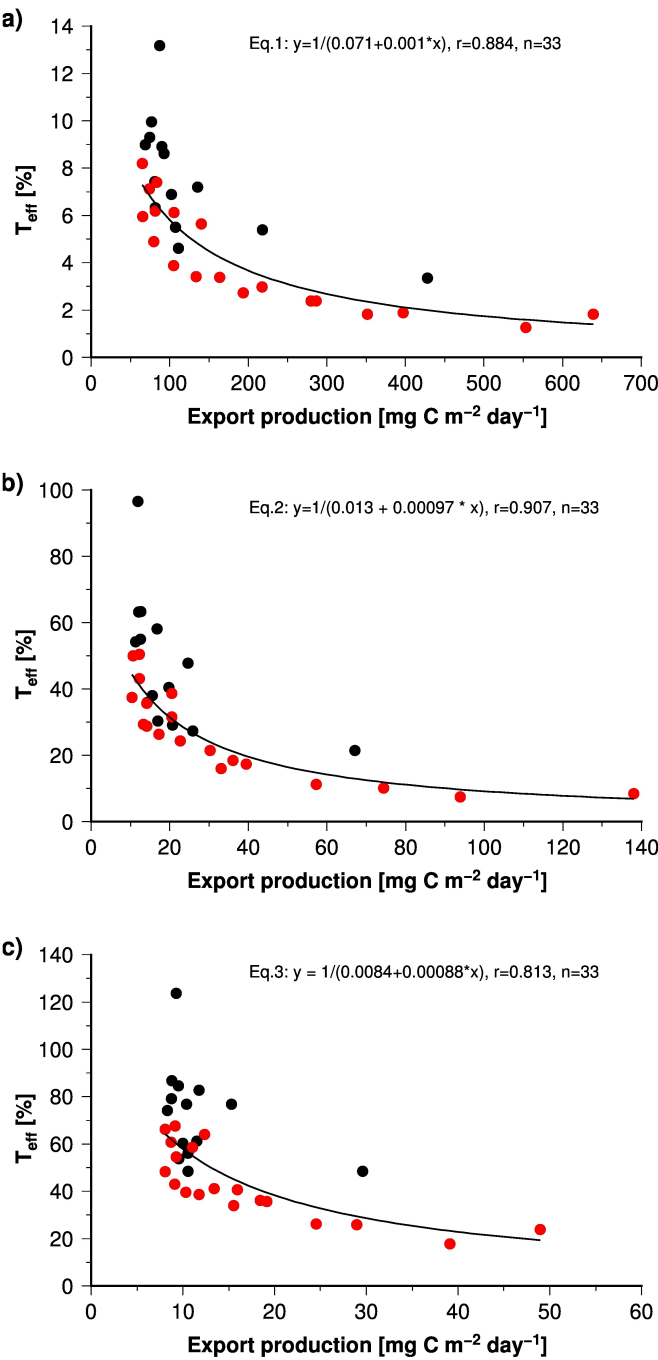 a)
Eq.1: y=1/(0.071+0.001*x), r=0.884, n=33
14
12
10
8
6
4
2
0
Teff [%]
0 100 200 300 400 500 600 700
Export production [mg C m−2 day−1]
b)
Eq.2: y=1/(0.013 + 0.00097 * x), r=0.907, n=33
100
80
60
40
20
0
Teff [%]
0 20 40 60 80 100 120 140
Export production [mg C m−2 day−1]
c)
Eq.3: y = 1/(0.0084+0.00088*x), r=0.813, n=33
140
120
100
80
60
40
20
0
Teff [%]
0 10 20 30 40 50 60
Export production [mg C m−2 day−1]